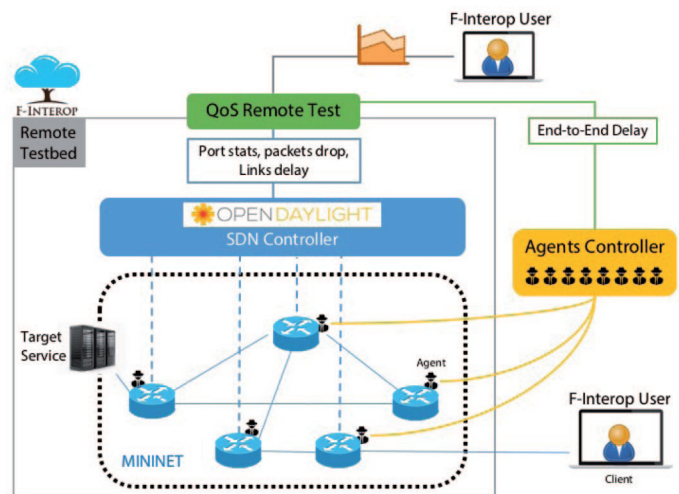 F-Interop User
F-INTEROP
QoS Remote Test
Remote
Testbed
End-to-End Delay
Port stats, packets drop,
Links delay
OPENDAYLIGHT
SDN Controller
Agents Controller
Target
Service
Agent
F-Interop User
MININET
Client